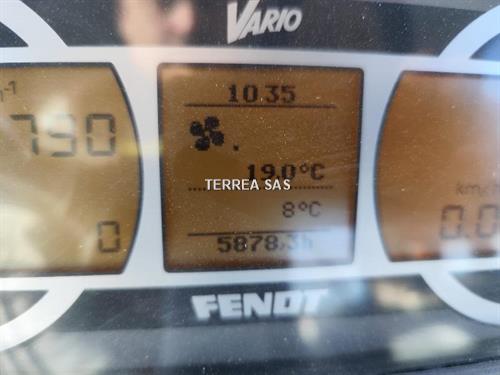 VARIO
10:35
790
19.0°C
TERREA SAS
8°C
km/
0
0.0
5878.3h
FENDT